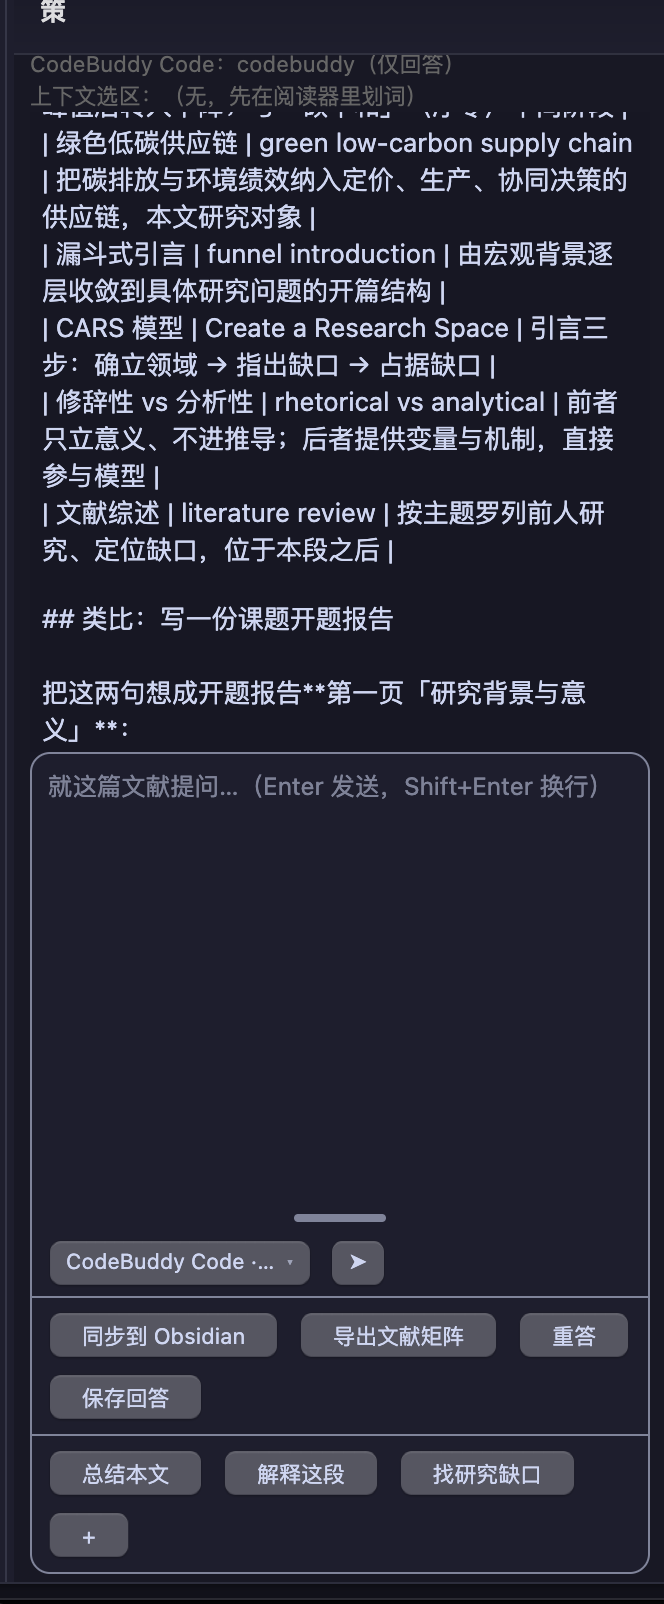 策
CodeBuddy Code：codebuddy（仅回答）
上下文选区：（无，先在阅读器里划词）
| 绿色低碳供应链 | green low-carbon supply chain
| 把碳排放与环境绩效纳入定价、生产、协同决策的
供应链，本文研究对象 |
| 漏斗式引言 | funnel introduction | 由宏观背景逐
层收敛到具体研究问题的开篇结构 |
| CARS 模型 | Create a Research Space | 引言三
步：确立领域 → 指出缺口 → 占据缺口 |
| 修辞性 vs 分析性 | rhetorical vs analytical | 前者
只立意义、不进推导；后者提供变量与机制，直接
参与模型 |
| 文献综述 | literature review | 按主题罗列前人研
究、定位缺口，位于本段之后 |
## 类比：写一份课题开题报告
把这两句想成开题报告**第一页「研究背景与意
义」**：
就这篇文献提问...（Enter 发送，Shift+Enter 换行）
CodeBuddy Code ·...
同步到 Obsidian 导出文献矩阵 重答
保存回答
总结本文 解释这段 找研究缺口
+